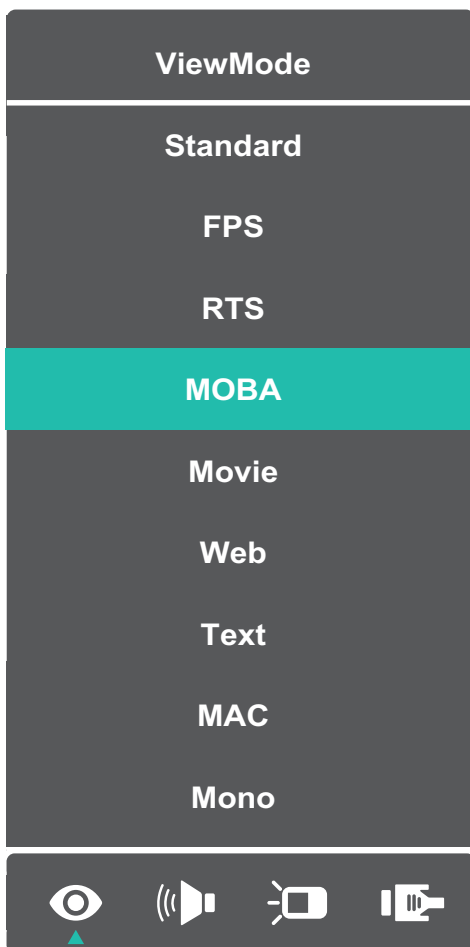 ViewMode
Standard
FPS
RTS
MOBA
Movie
Web
Text
MAC
Mono